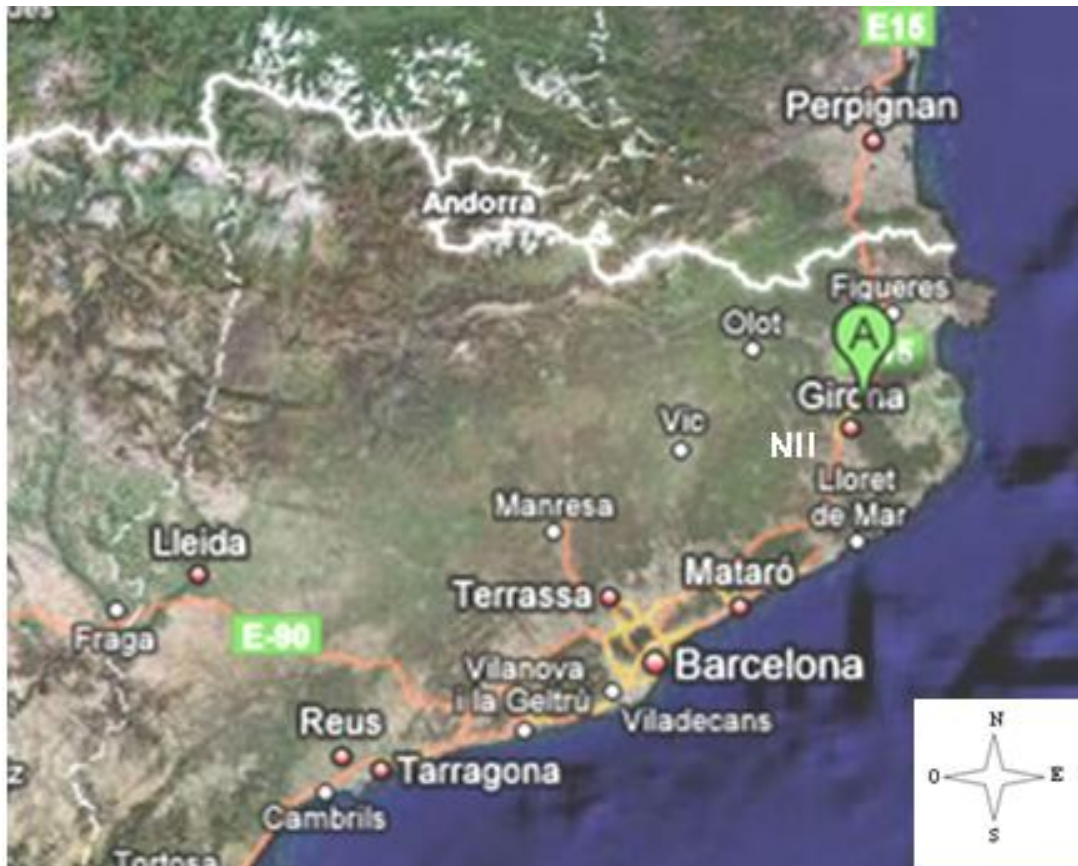 E15
Perpignan
Andorra
Figueres
Olot
A
Girona
Vic
NII
Lloret
de Mar
Manresa
Lleida
Mataró
Terrassa
Fraga
E-90
Barcelona
Vilanova
i la Geltrú
Viladecans
Reus
Tarragona
Cambrils
Tortosa
N
O
E
S